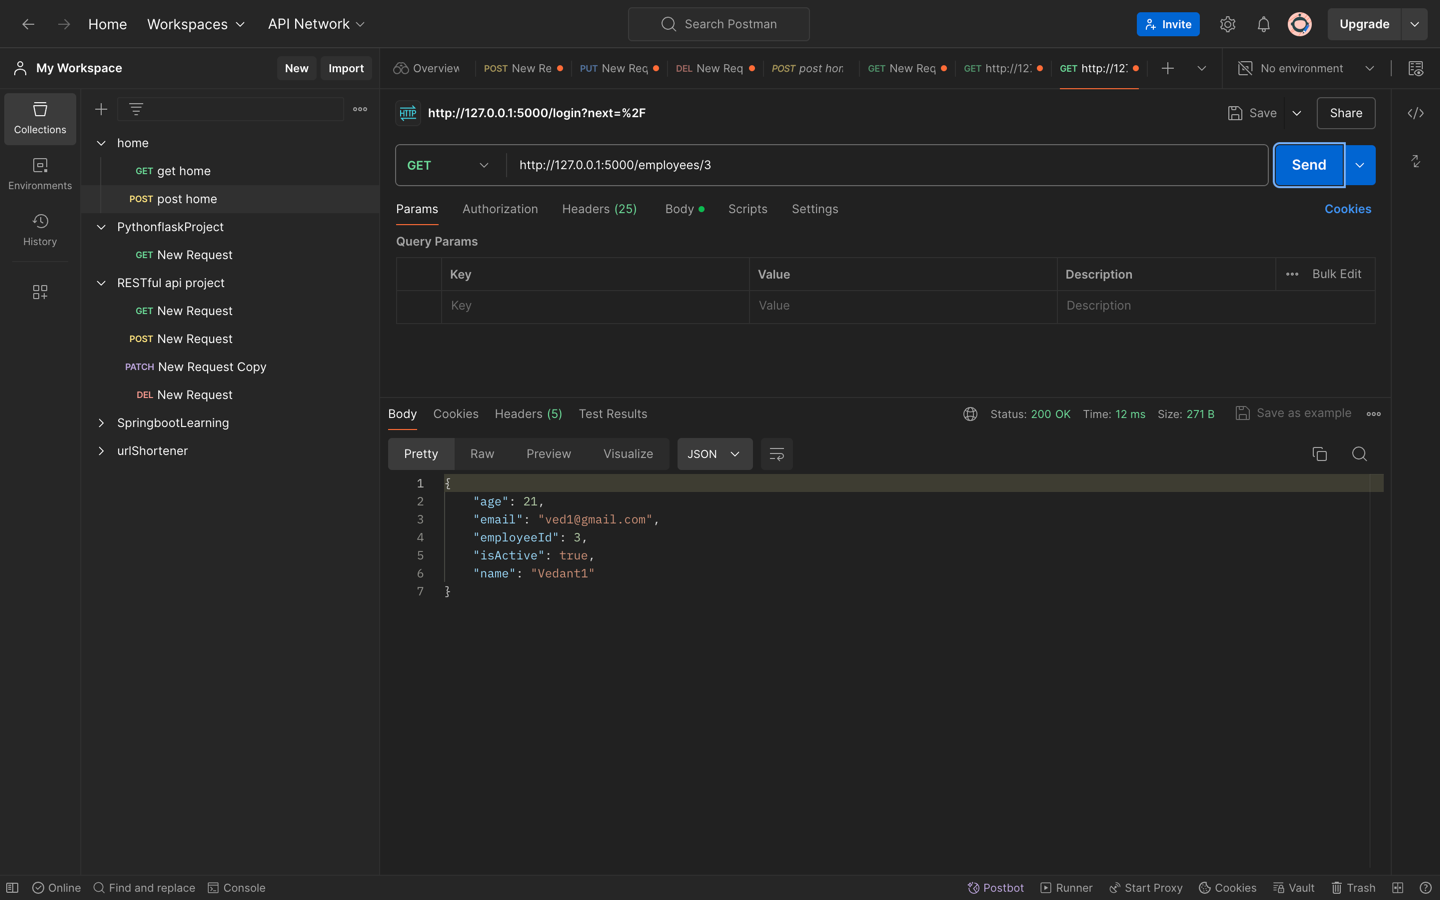 Home Workspaces API Network Search Postman Invite Upgrade
My Workspace New Import Overview POST New Re PUT New Req DEL New Req POST post hor GET New Req GET http://127 GET http://127 No environment
Collections
Environments
History
home
GET get home
POST post home
PythonflaskProject
GET New Request
RESTful api project
GET New Request
POST New Request
PATCH New Request Copy
DEL New Request
SpringbootLearning
urlShortener
HTTP http://127.0.0.1:5000/login?next=%2F Save Share
GET http://127.0.0.1:5000/employees/3 Send
Params Authorization Headers (25) Body Scripts Settings Cookies
Query Params
Key Value Description Bulk Edit
Key Value Description
Body Cookies Headers (5) Test Results Status: 200 OK Time: 12 ms Size: 271 B Save as example
Pretty Raw Preview Visualize JSON
1 {
2 "age": 21,
3 "email": "ved1@gmail.com",
4 "employeeId": 3,
5 "isActive": true,
6 "name": "Vedant1"
7 }
Online Find and replace Console Postbot Runner Start Proxy Cookies Vault Trash